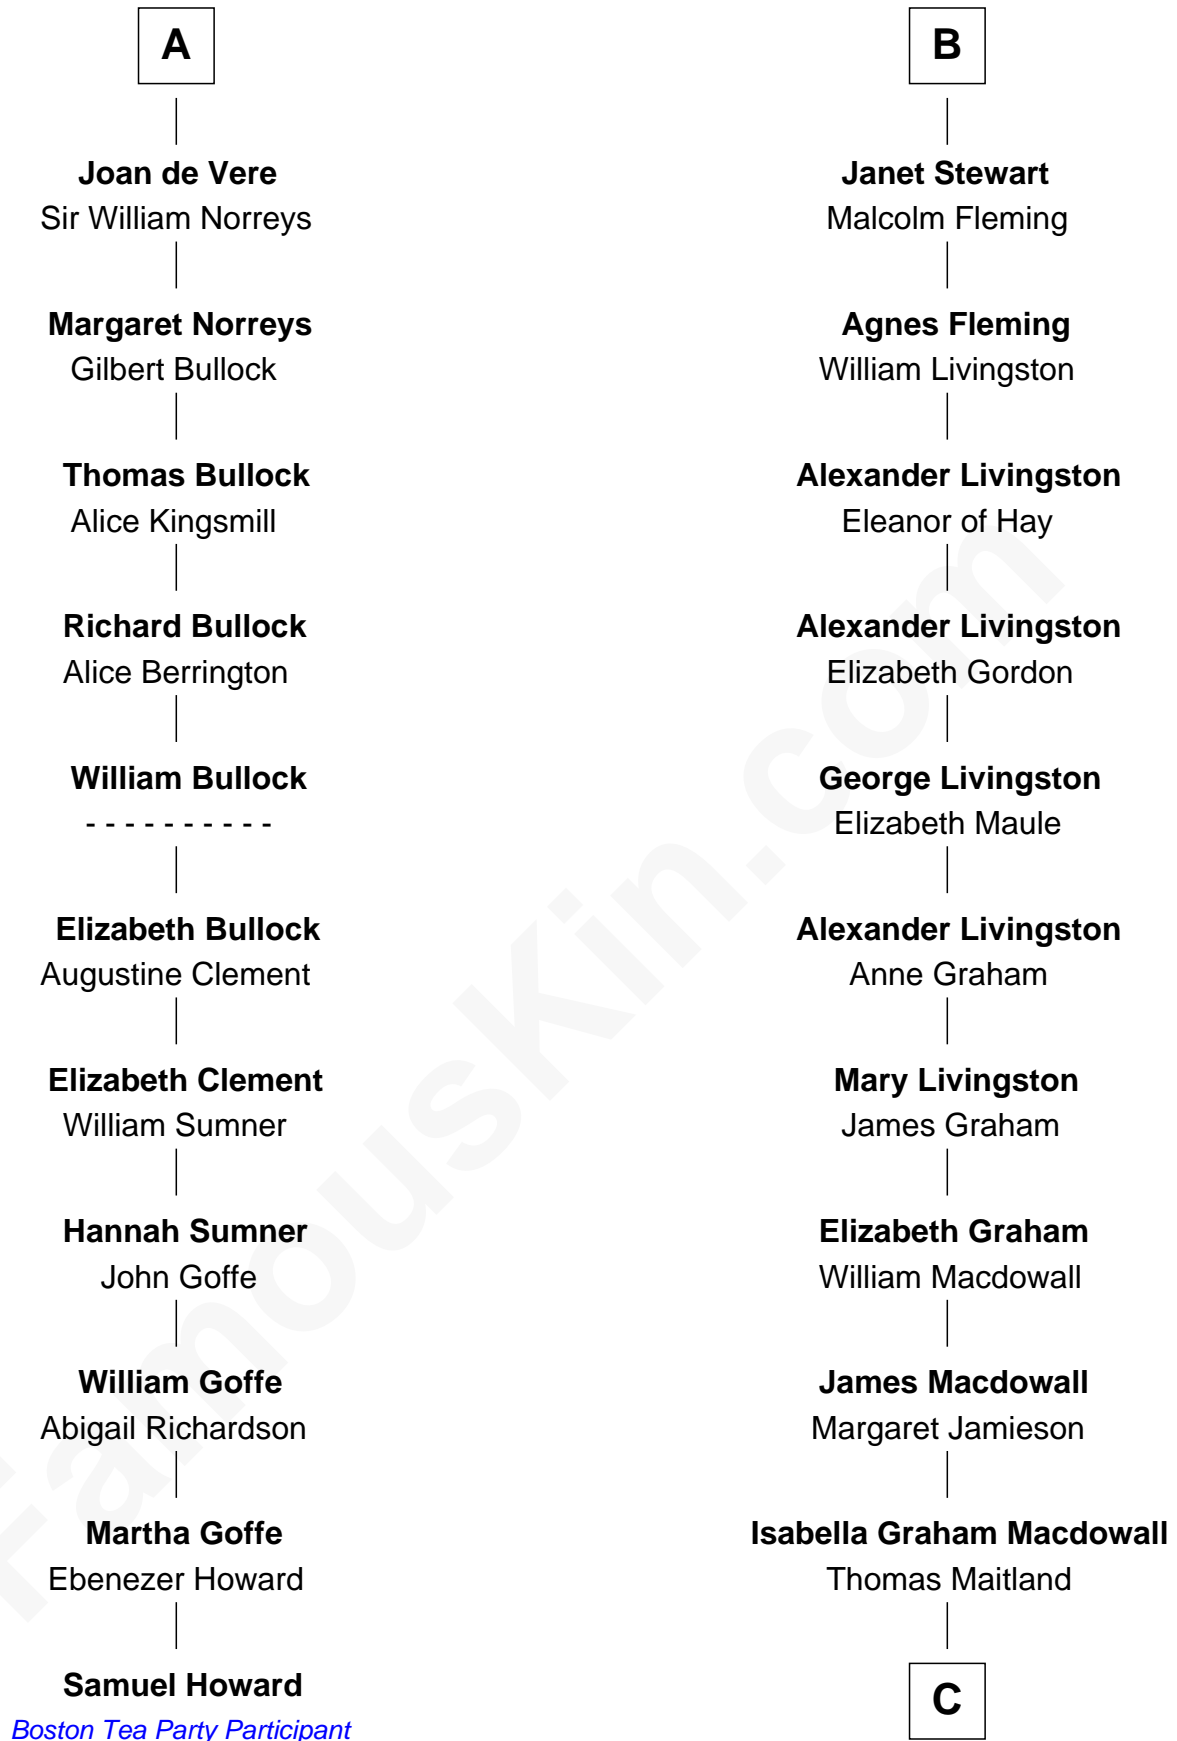 A
Joan de Vere
Sir William Norreys
Margaret Norreys
Gilbert Bullock
Thomas Bullock
Alice Kingsmill
Richard Bullock
Alice Berrington
William Bullock
- - - - - - - - - -
Elizabeth Bullock
Augustine Clement
Elizabeth Clement
William Sumner
Hannah Sumner
John Goffe
William Goffe
Abigail Richardson
Martha Goffe
Ebenezer Howard
Samuel Howard
Boston Tea Party Participant
B
Janet Stewart
Malcolm Fleming
Agnes Fleming
William Livingston
Alexander Livingston
Eleanor of Hay
Alexander Livingston
Elizabeth Gordon
George Livingston
Elizabeth Maule
Alexander Livingston
Anne Graham
Mary Livingston
James Graham
Elizabeth Graham
William Macdowall
James Macdowall
Margaret Jamieson
Isabella Graham Macdowall
Thomas Maitland
C
FamousKin.com